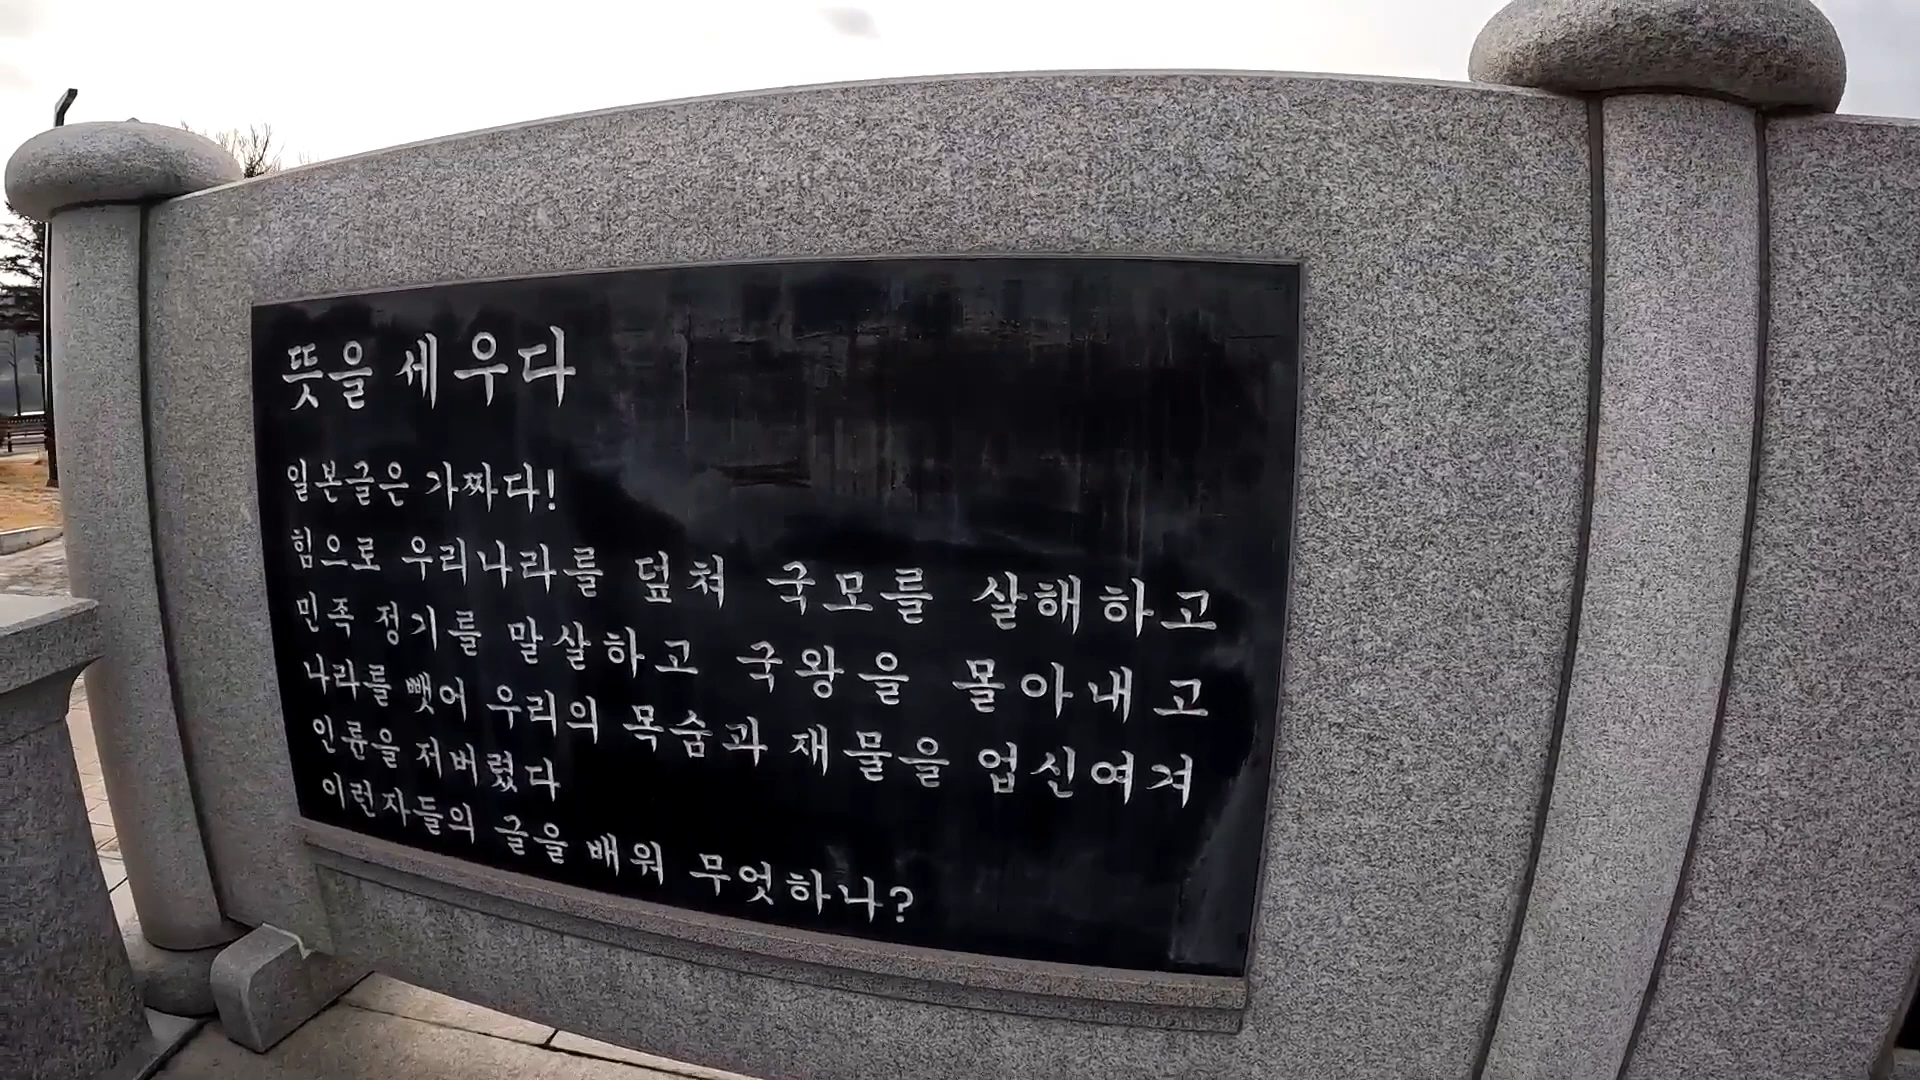 뜻을 세우다
일본글은 가짜다!
힘으로 우리나라를 덮쳐 국모를 살해하고
민족 정기를 말살하고 국왕을 몰아내고
나라를 뺏어 우리의 목숨과 재물을 업신여겨
인륜을 저버렸다
이런자들의 글을 배워 무엇하나?